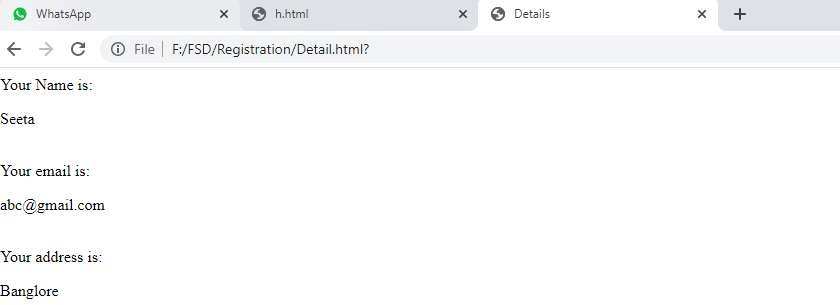 WhatsApp
h.html
Details
File
F:/FSD/Registration/Detail.html?
Your Name is:
Seeta
Your email is:
abc@gmail.com
Your address is:
Banglore